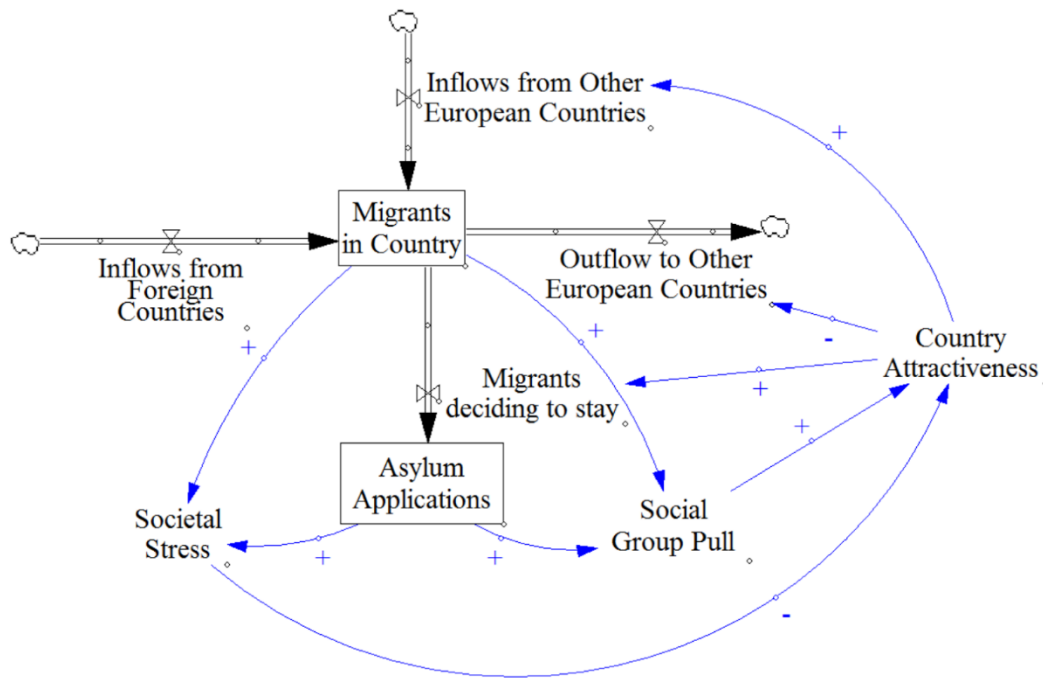 Inflows from Other
European Countries
+
Migrants
in Country
Inflows from
Foreign
Countries
Outflow to Other
European Countries
+
+
-
Country
Attractiveness
Migrants
deciding to stay
+
+
Asylum
Applications
Societal
Stress
Social
Group Pull
+
+
-